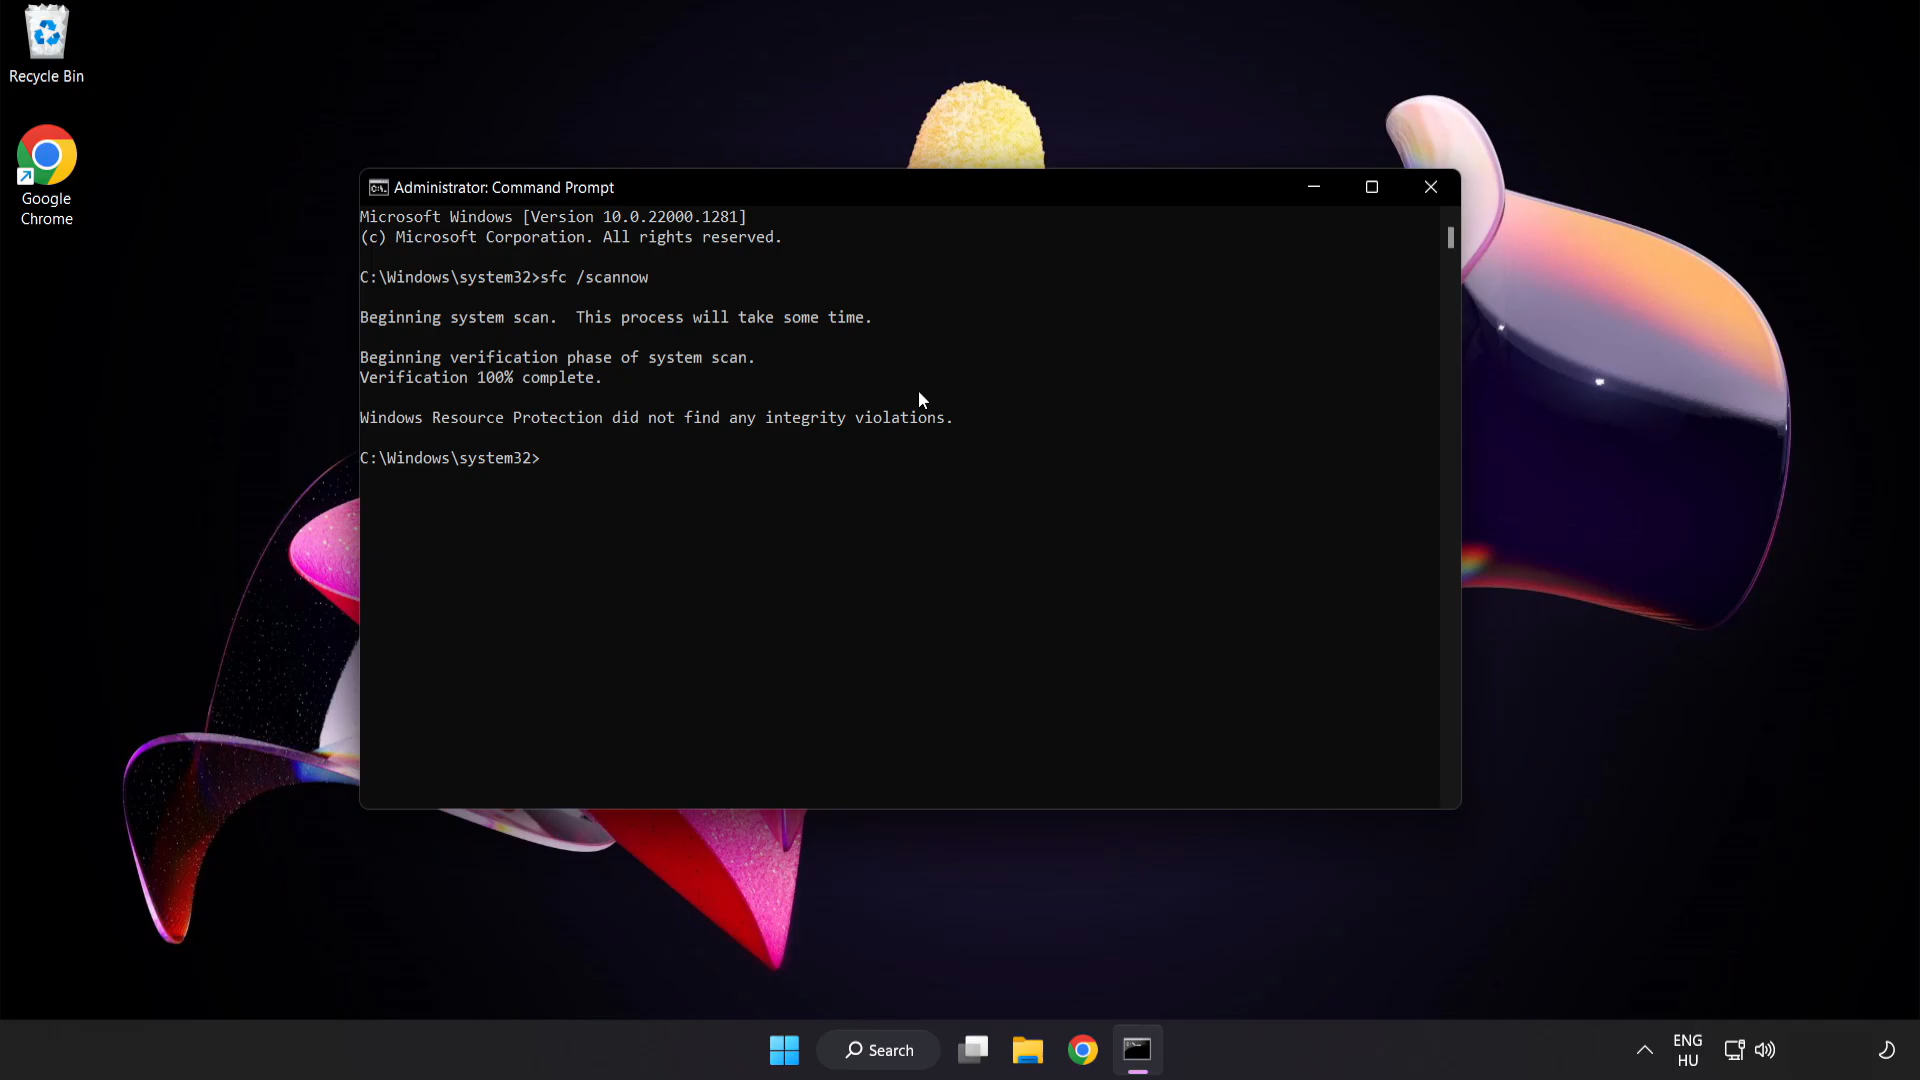 Recycle Bin
Google
Chrome
Administrator: Command Prompt
Microsoft Windows [Version 10.0.22000.1281]
(c) Microsoft Corporation. All rights reserved.
C:\Windows\system32>sfc /scannow
Beginning system scan.  This process will take some time.
Beginning verification phase of system scan.
Verification 100% complete.
Windows Resource Protection did not find any integrity violations.
C:\Windows\system32>
Search
ENG
HU